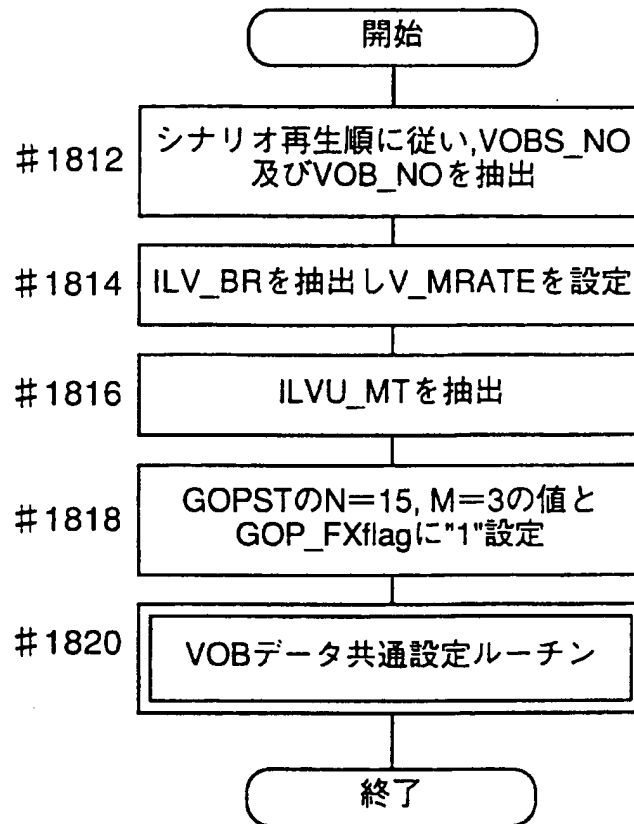 開始
#1812
シナリオ再生順に従い,VOBS_NO
及びVOB_NOを抽出
#1814
ILV_BRを抽出しV_MRATEを設定
#1816
ILVU_MTを抽出
#1818
GOPSTのN=15, M=3の値と
GOP_FXflagに"1"設定
#1820
VOBデータ共通設定ルーチン
終了